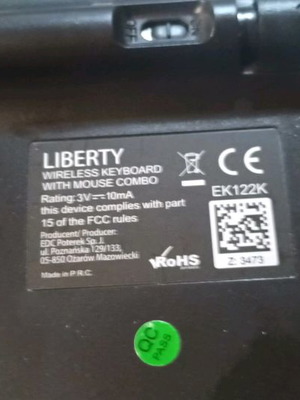 OFF
LIBERTY
WIRELESS KEYBOARD
WITH MOUSE COMBO
Rating: 3V⎓10mA
this device complies with part
15 of the FCC rules
Producent/ Producer:
EDC Poterek Sp. J.
ul. Poznańska 129/133,
05-850 Ożarów Mazowiecki
Made in P.R.C.
CE
EK122K
Z: 3473
RoHS
QC
PASS